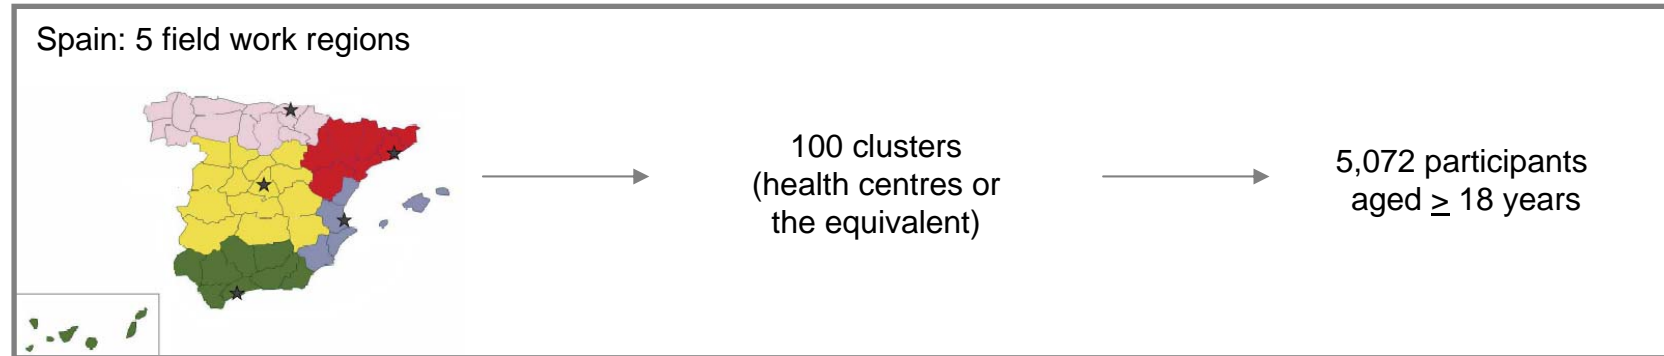 Spain: 5 field work regions
100 clusters
(health centres or
the equivalent)
5,072 participants
aged ≥ 18 years